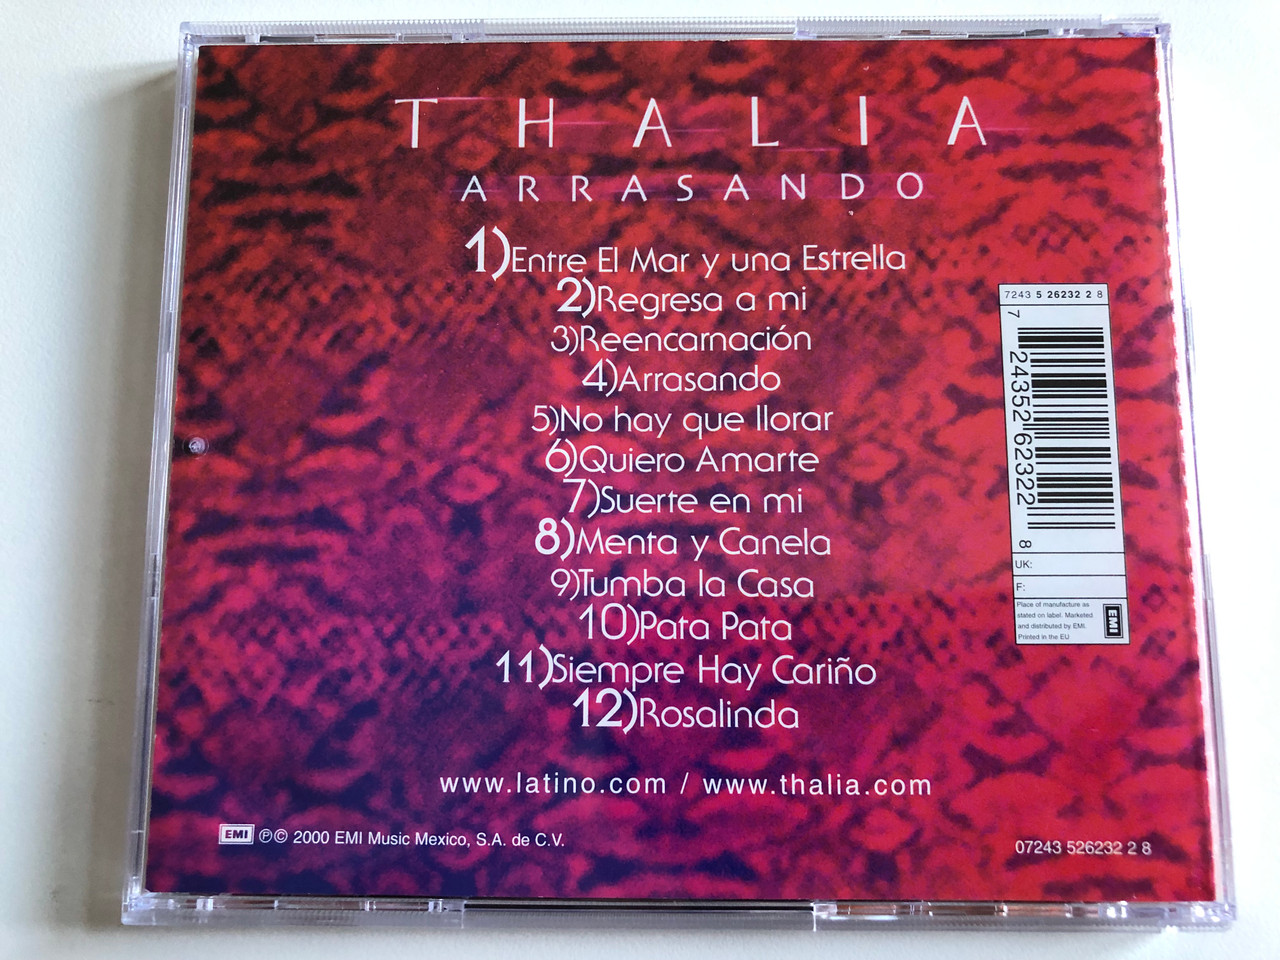 THALIA
ARRASANDO
1)Entre El Mar y una Estrella
2)Regresa a mi
3)Reencarnación
4)Arrasando
5)No hay que llorar
6)Quiero Amarte
7)Suerte en mi
8)Menta y Canela
9)Tumba la Casa
10)Pata Pata
11)Siempre Hay Cariño
12)Rosalinda
www.latino.com / www.thalia.com
EMI ℗© 2000 EMI Music Mexico, S.A. de C.V.
07243 526232 2 8
7243 5 26232 2 8
7 24352 62322 8
UK:
F:
Place of manufacture as
stated on label. Marketed
and distributed by EMI.
Printed in the EU
EMI